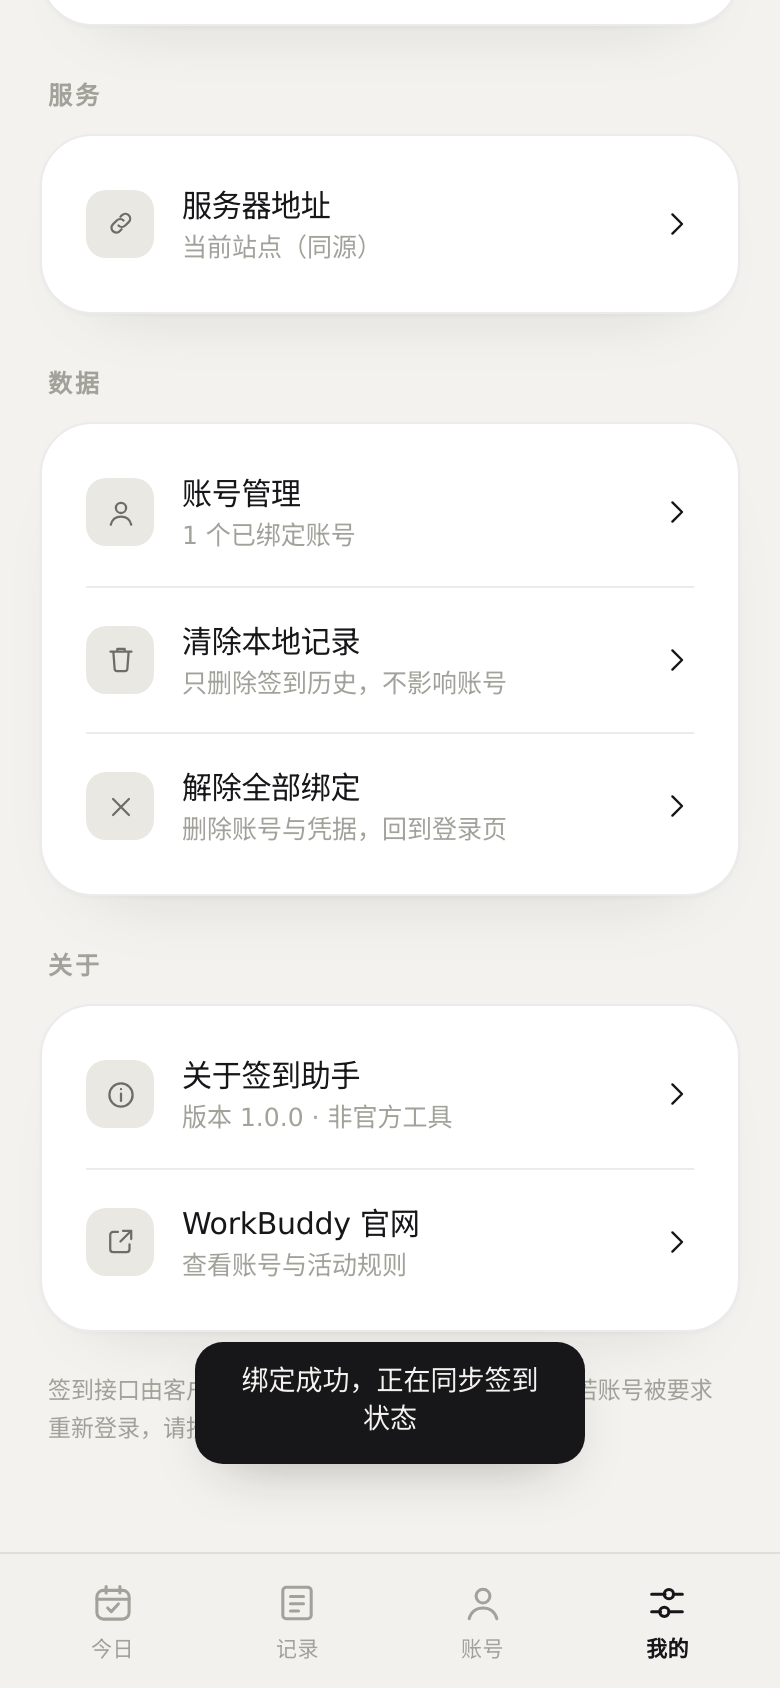 服务
服务器地址
当前站点（同源）
数据
账号管理
1 个已绑定账号
清除本地记录
只删除签到历史，不影响账号
解除全部绑定
删除账号与凭据，回到登录页
关于
关于签到助手
版本 1.0.0 · 非官方工具
WorkBuddy 官网
查看账号与活动规则
绑定成功，正在同步签到
状态
签到接口由客 账号被要求
重新登录，请
今日
记录
账号
我的